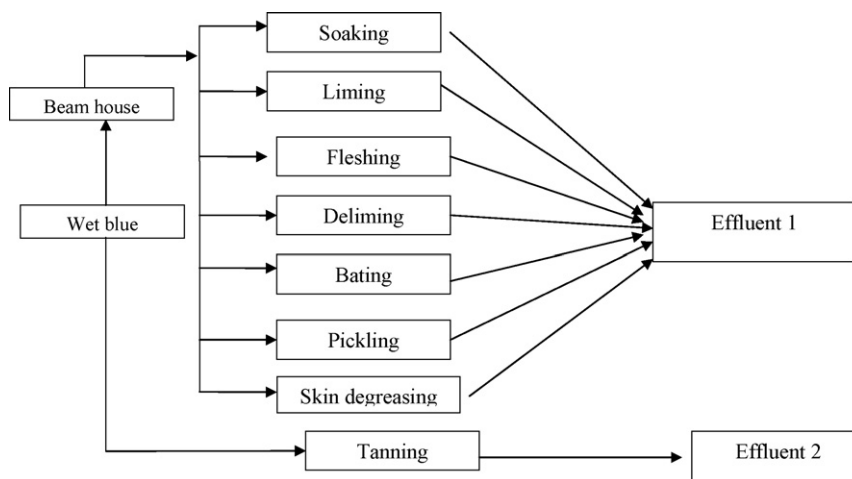 Soaking
Liming
Beam house
Fleshing
Wet blue
Deliming
Effluent 1
Bating
Pickling
Skin degreasing
Tanning
Effluent 2